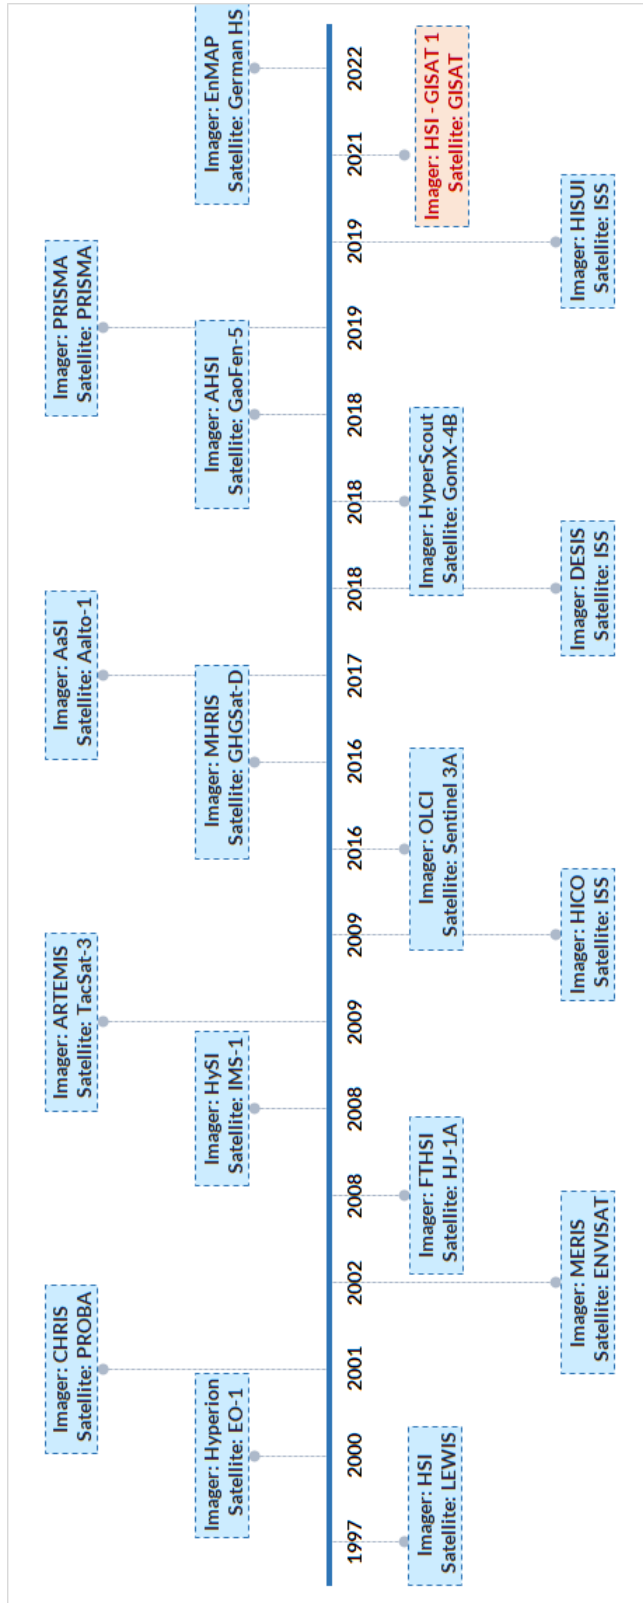 Imager: PRISMA
Satellite: PRISMA
Imager: AaSI
Satellite: Aalto-1
Imager: ARTEMIS
Satellite: TacSat-3
Imager: CHRIS
Satellite: PROBA
Imager: EnMAP
Satellite: German HS
Imager: AHSI
Satellite: GaoFen-5
Imager: MHRIS
Satellite: GHGSat-D
Imager: HySI
Satellite: IMS-1
Imager: Hyperion
Satellite: EO-1
1997
2000
2001
2002
2008
2008
2009
2009
2016
2016
2017
2018
2018
2018
2019
2019
2021
2022
Imager: HSI
Satellite: LEWIS
Imager: FTHSI
Satellite: HJ-1A
Imager: OLCI
Satellite: Sentinel 3A
Imager: HyperScout
Satellite: GomX-4B
Imager: HSI - GISAT 1
Satellite: GISAT
Imager: MERIS
Satellite: ENVISAT
Imager: HICO
Satellite: ISS
Imager: DESIS
Satellite: ISS
Imager: HISUI
Satellite: ISS